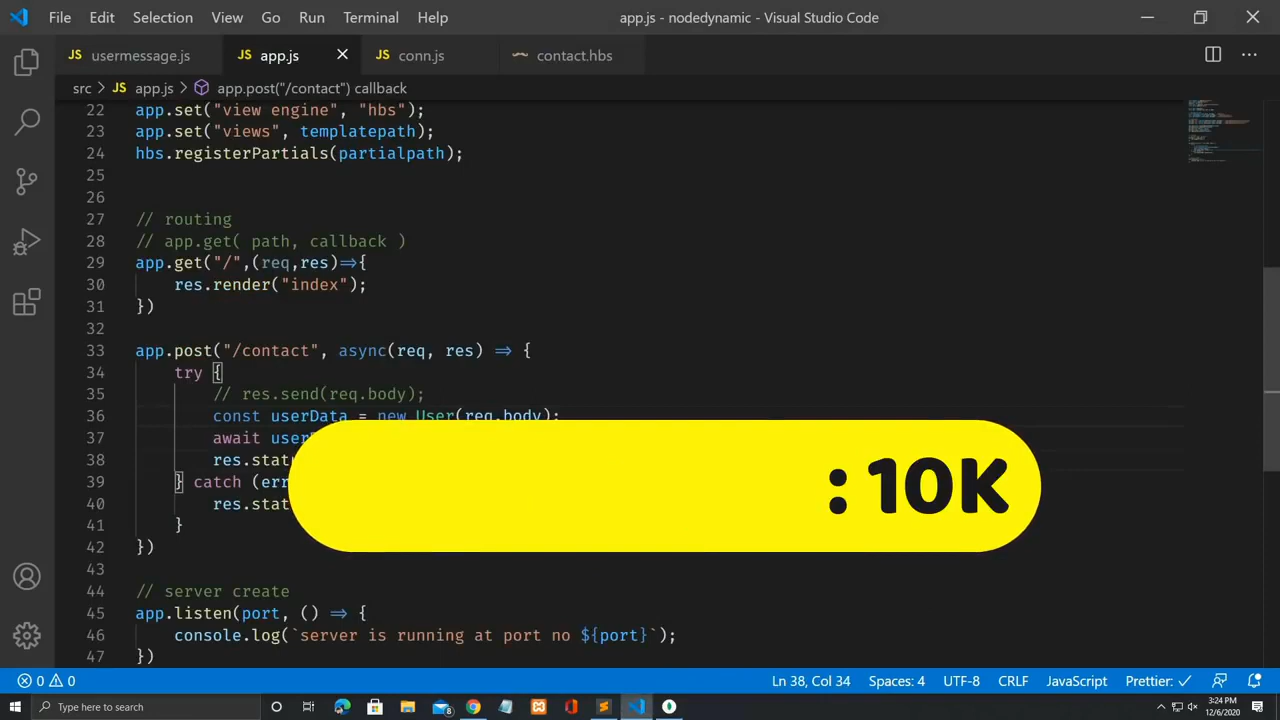 File Edit Selection View Go Run Terminal Help app.js - nodedynamic - Visual Studio Code
JS usermessage.js JS app.js JS conn.js contact.hbs
src > JS app.js > app.post("/contact") callback
22 app.set("view engine", "hbs");
23 app.set("views", templatepath);
24 hbs.registerPartials(partialpath);
25
26
27 // routing
28 // app.get( path, callback )
29 app.get("/",(req,res)=>{
30 res.render("index");
31 })
32
33 app.post("/contact", async(req, res) => {
34 try {
35 // res.send(req.body);
36 const userData = new User(req.body);
37 await
38
39 } catch
40
41 }
42 })
43
44 // server create
45 app.listen(port, () => {
46 console.log(`server is running at port no ${port}`);
47 })
: 10K
0 0 Ln 38, Col 34 Spaces: 4 UTF-8 CRLF JavaScript Prettier: ✓
Type here to search 8 3:24 PM
12/6/2020